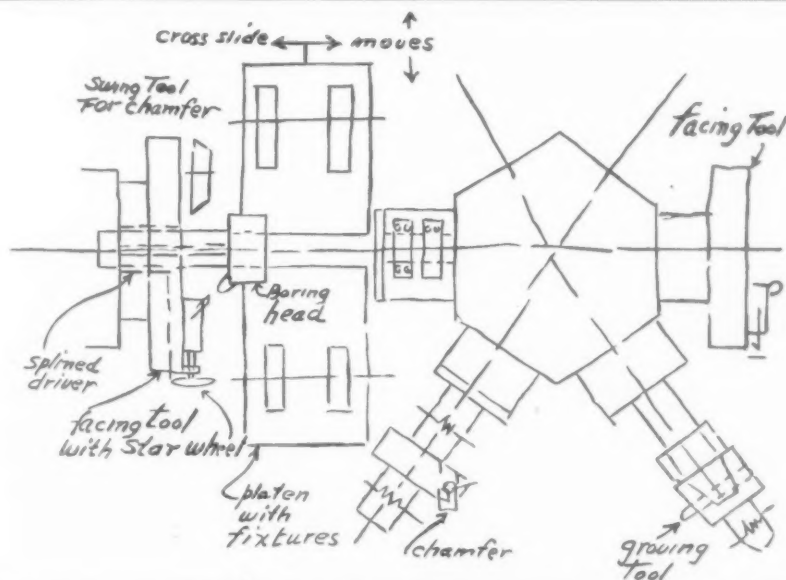 cross slide ↔ moves
Swing Tool
For chamfer
facing Tool
Boring
head
splined
driver
facing tool
with Star wheel
platen
with
fixtures
chamfer
groving
Tool